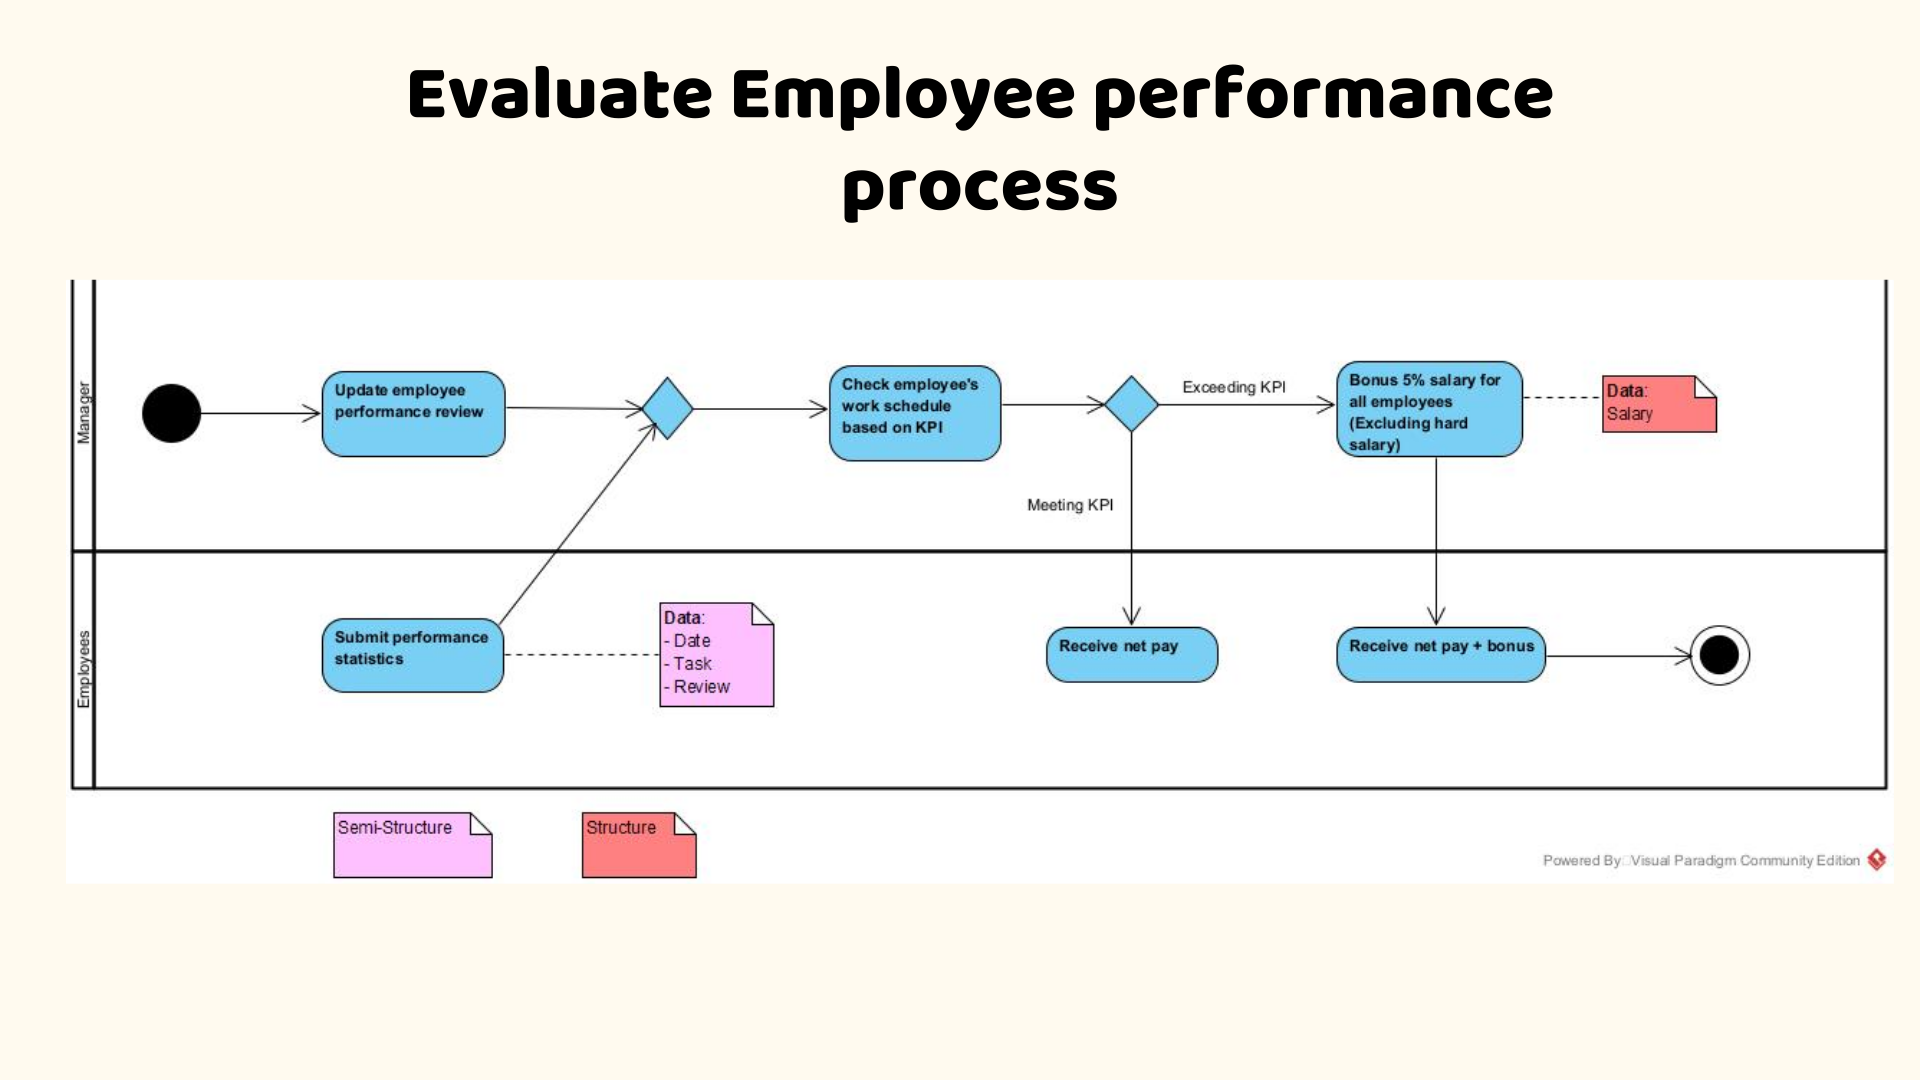 Evaluate Employee performance
process
Manager
Update employee
performance review
Check employee's
work schedule
based on KPI
Exceeding KPI
Bonus 5% salary for
all employees
(Excluding hard
salary)
Data:
Salary
Meeting KPI
Employees
Submit performance
statistics
Data:
- Date
- Task
- Review
Receive net pay
Receive net pay + bonus
Semi-Structure
Structure
Powered By Visual Paradigm Community Edition